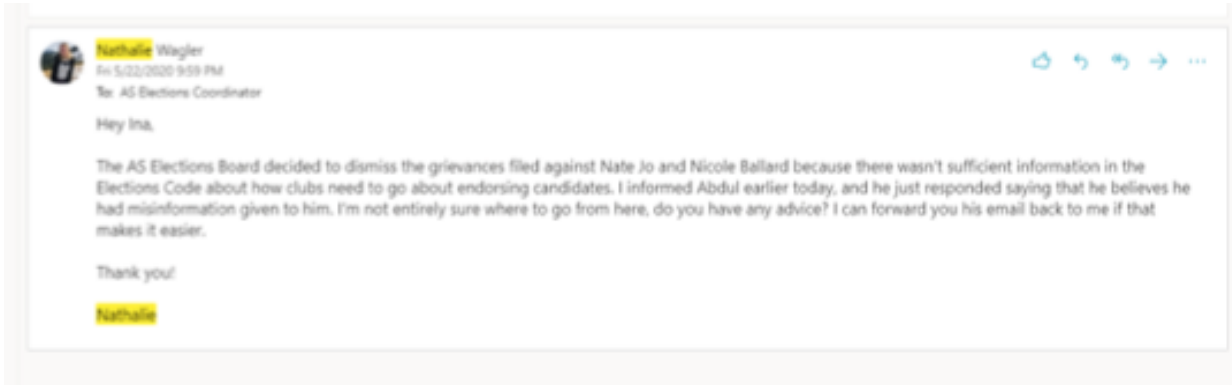 Nathalie Wagler
Fri 5/22/2020 9:59 PM
To: AS Elections Coordinator
Hey Ina,
The AS Elections Board decided to dismiss the grievances filed against Nate Jo and Nicole Ballard because there wasn't sufficient information in the
Elections Code about how clubs need to go about endorsing candidates. I informed Abdul earlier today, and he just responded saying that he believes he
had misinformation given to him. I'm not entirely sure where to go from here, do you have any advice? I can forward you his email back to me if that
makes it easier.
Thank you!
Nathalie